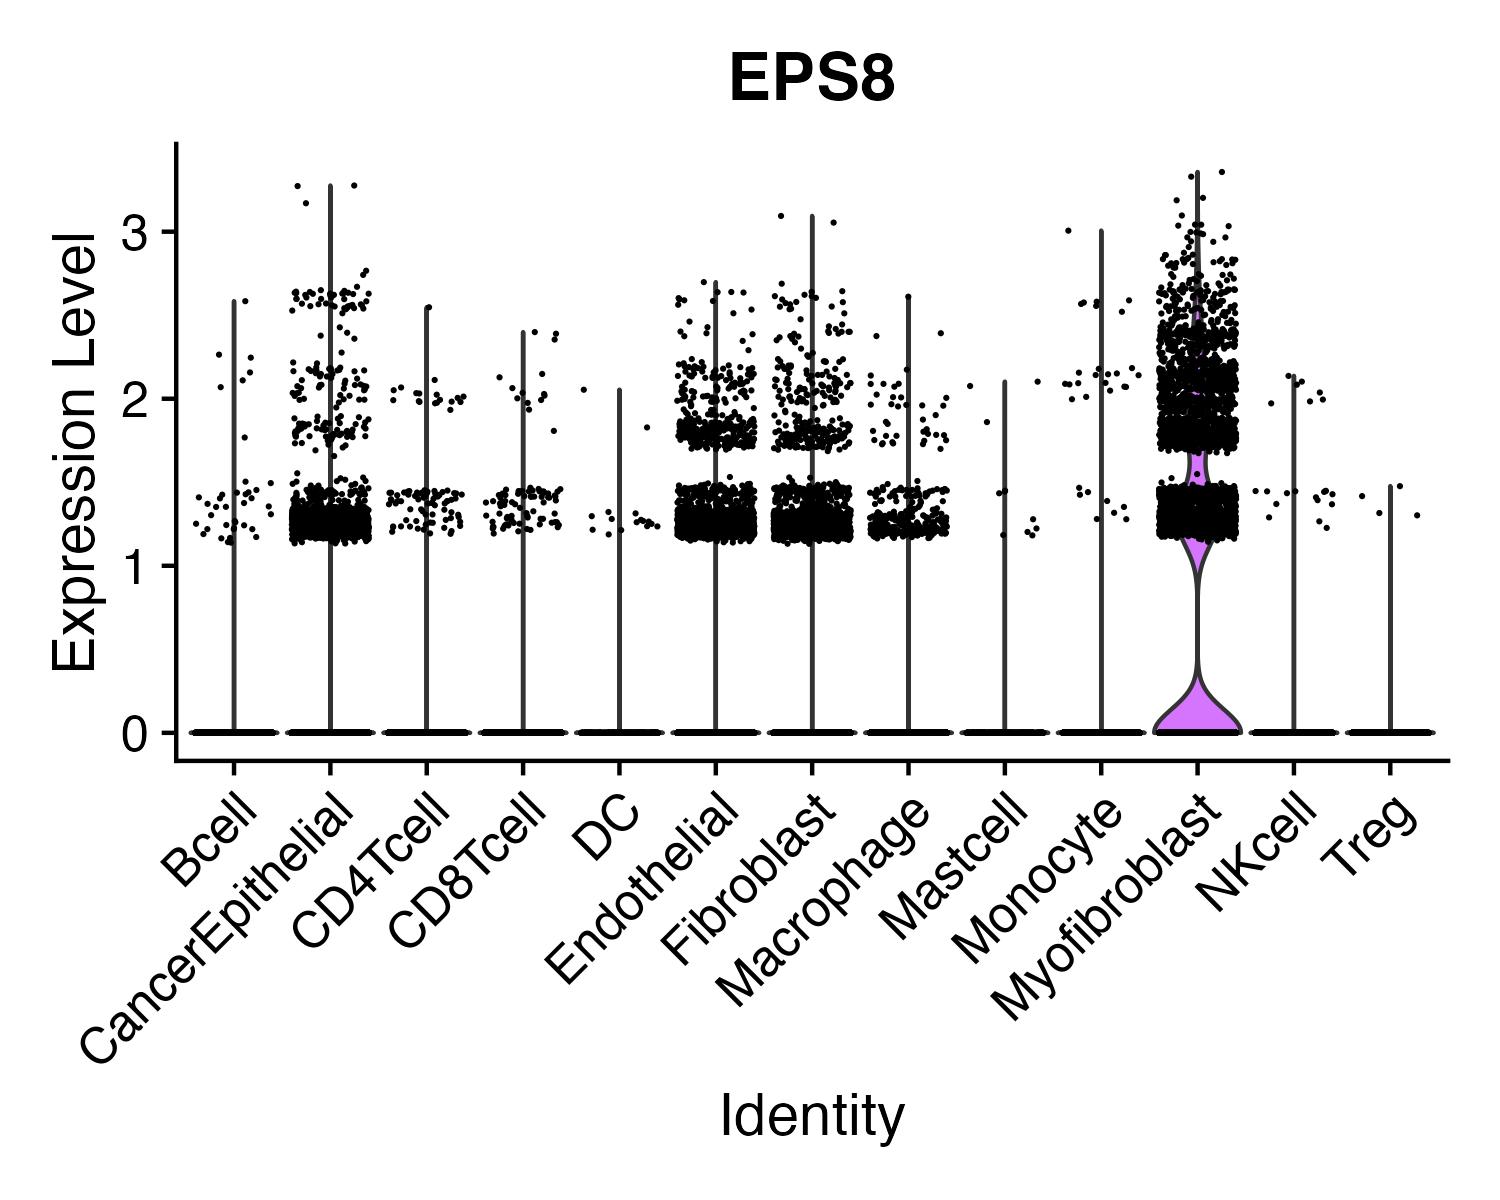 EPS8
Expression Level
3
2
1
0
Bcell
CancerEpithelial
CD4Tcell
CD8Tcell
DC
Endothelial
Fibroblast
Macrophage
Mastcell
Monocyte
Myofibroblast
NKcell
Treg
Identity